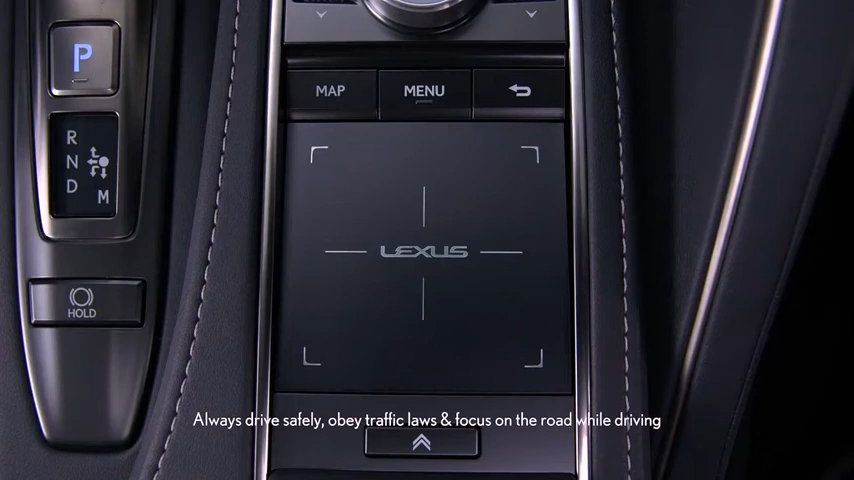 P
R
N
D
M
HOLD
MAP
MENU
LEXUS
Always drive safely, obey traffic laws & focus on the road while driving